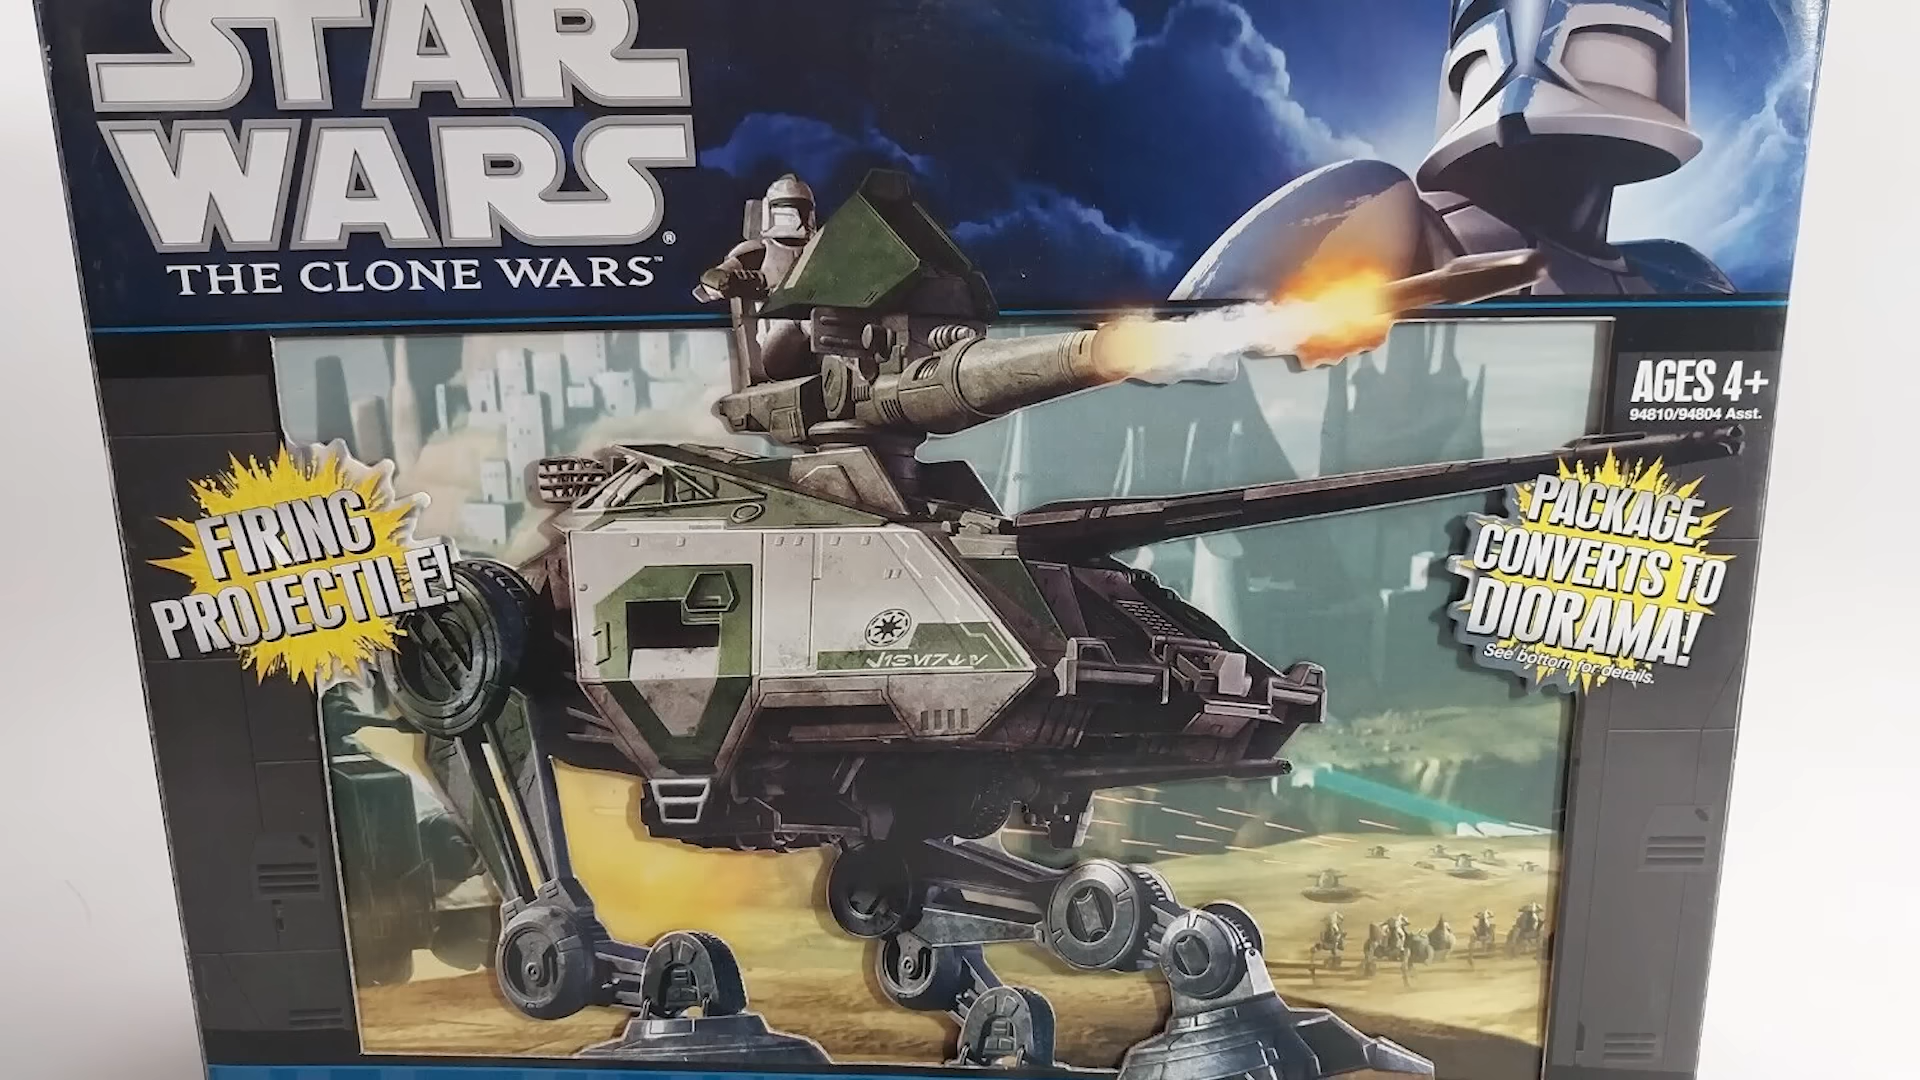 STAR
WARS®
THE CLONE WARS™
AGES 4+
94810/94804 Asst.
FIRING
PROJECTILE!
PACKAGE
CONVERTS TO
DIORAMA!
See bottom for details.